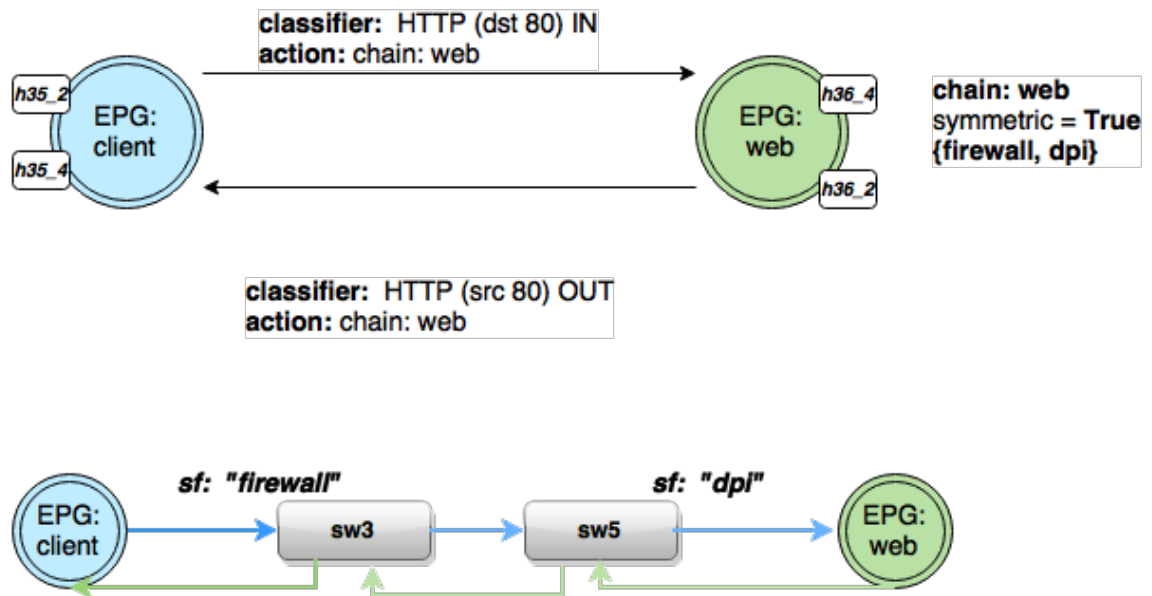 classifier: HTTP (dst 80) IN
action: chain: web
h35_2
EPG:
client
h35_4
h36_4
EPG:
web
h36_2
chain: web
symmetric = True
{firewall, dpi}
classifier: HTTP (src 80) OUT
action: chain: web
sf: "firewall"
sf: "dpi"
EPG:
client
sw3
sw5
EPG:
web